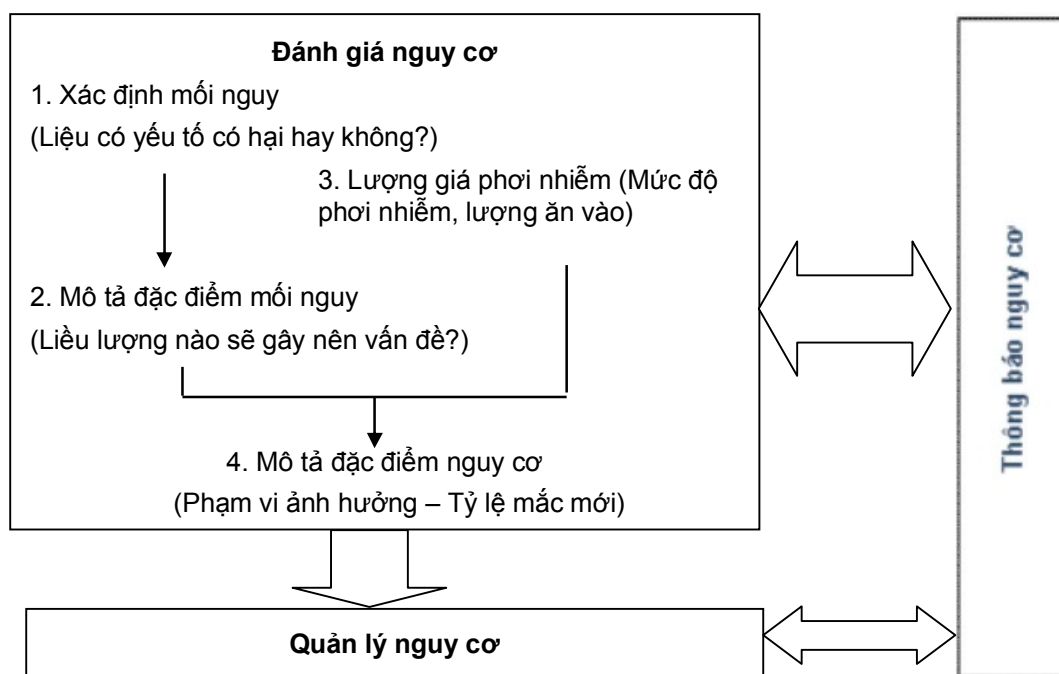 Đánh giá nguy cơ
1. Xác định mối nguy
(Liệu có yếu tố có hại hay không?)
3. Lượng giá phơi nhiễm (Mức độ
phơi nhiễm, lượng ăn vào)
2. Mô tả đặc điểm mối nguy
(Liều lượng nào sẽ gây nên vấn đề?)
4. Mô tả đặc điểm nguy cơ
(Phạm vi ảnh hưởng – Tỷ lệ mắc mới)
Quản lý nguy cơ
Thông báo nguy cơ